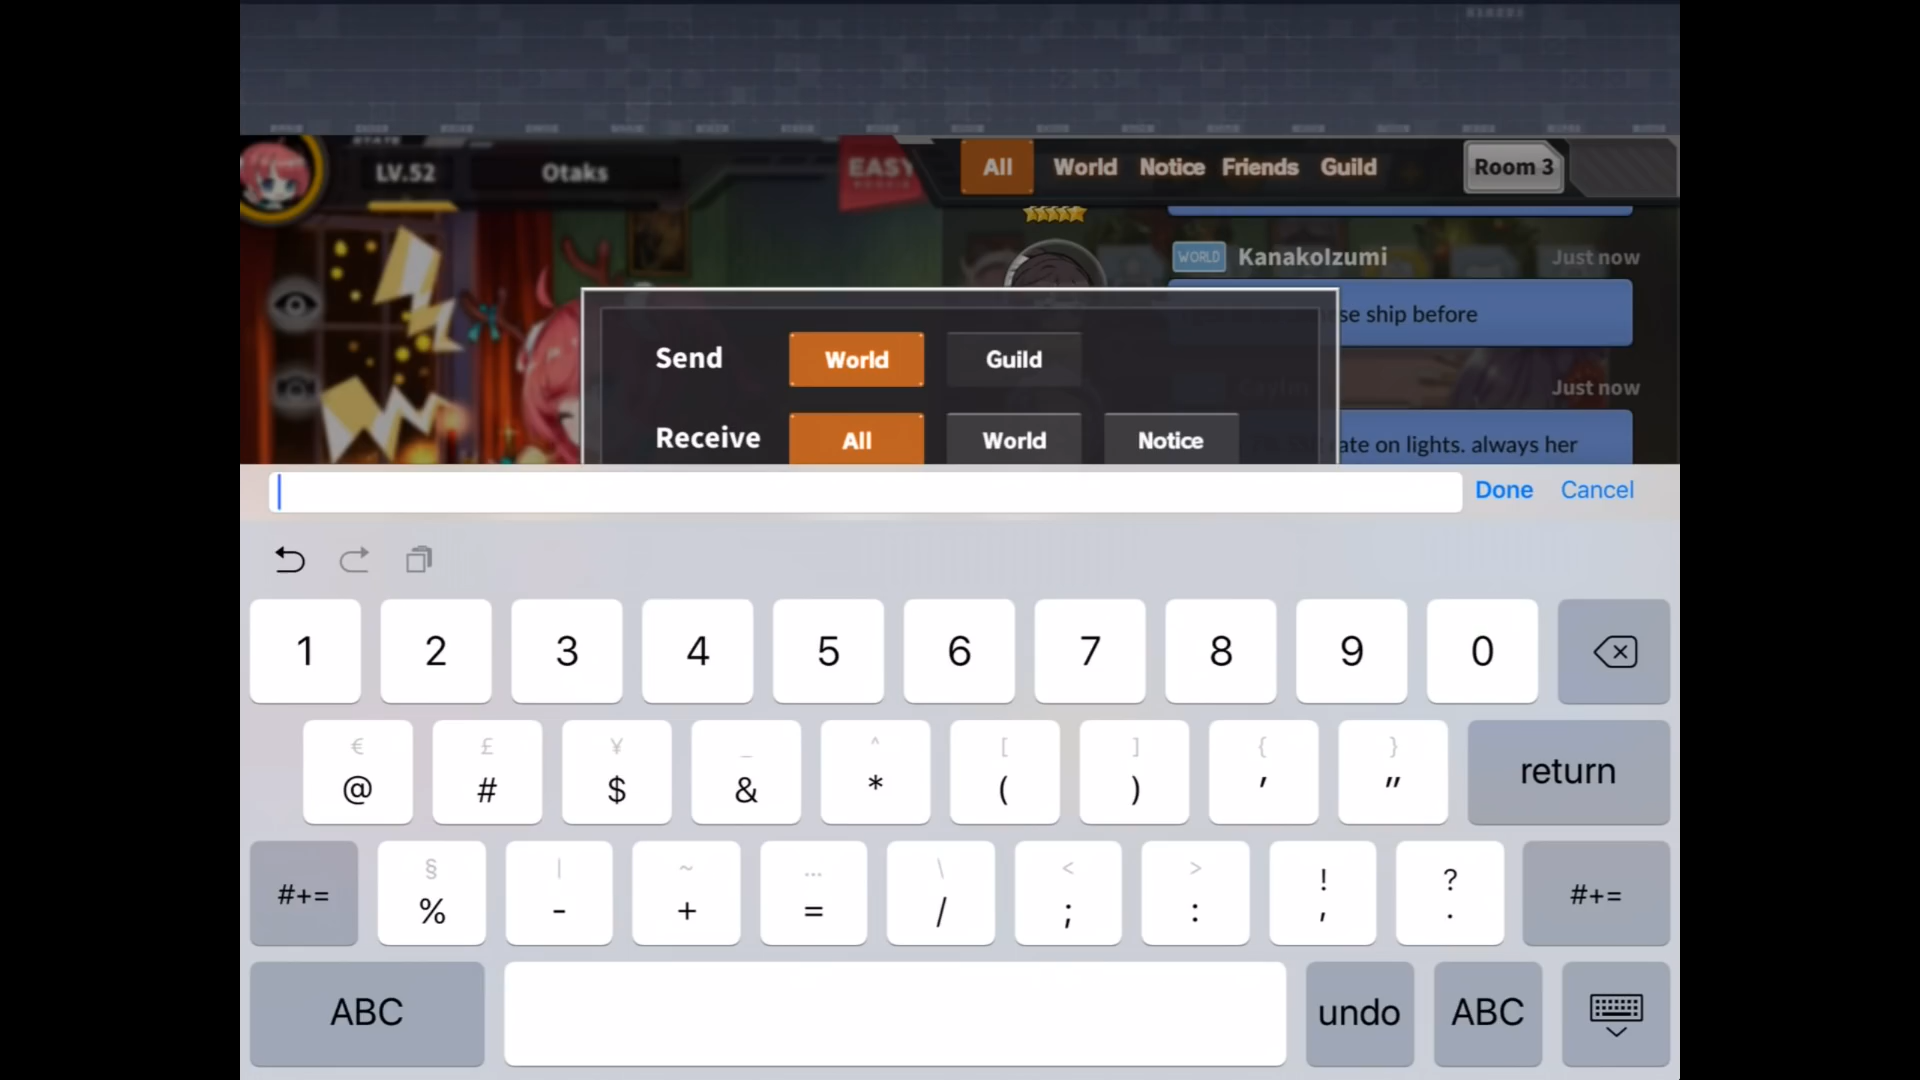 LV.52
Otaks
EASY
All
World
Notice
Friends
Guild
Room 3
WORLD
KanakoIzumi
Just now
se ship before
Just now
ate on lights. always her
Send
World
Guild
Receive
All
World
Notice
Done
Cancel
1 2 3 4 5 6 7 8 9 0
€ £ ¥ _ ^ [ ] { }
@ # $ & * ( ) ' "
return
§ | ~ … \ < > ! ?
#+= % - + = / ; : , . #+=
ABC
undo
ABC